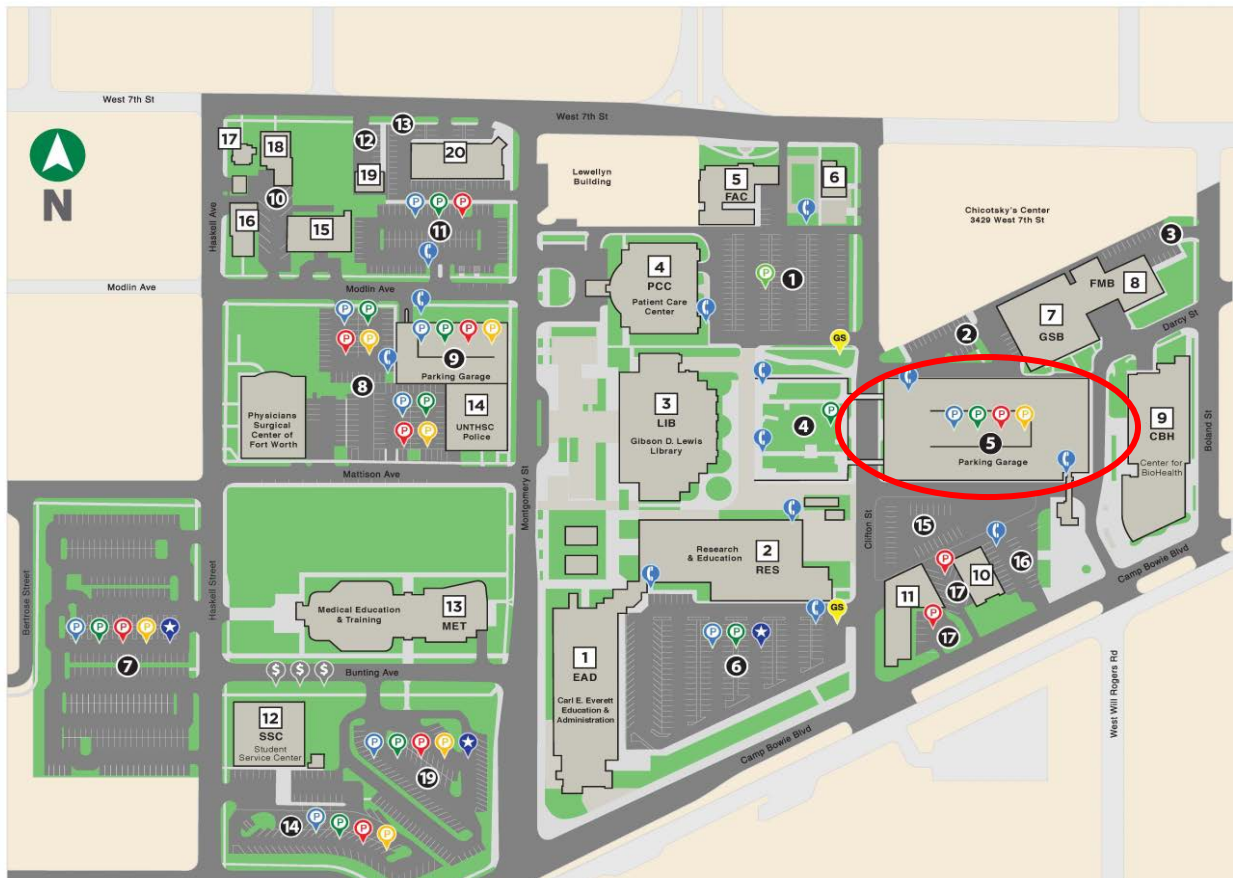 West 7th St
West 7th St
N
17
18
12
13
19
20
10
16
15
11
P P P
Haskell Ave
Modlin Ave
Modlin Ave
Lewellyn
Building
5
FAC
6
4
PCC
Patient Care
Center
P
1
Chicotsky's Center
3429 West 7th St
3
FMB
8
7
GSB
2
Darcy St
GS
P P
P P
P P P P
9
Parking Garage
8
P P
P P
14
UNTHSC
Police
Physicians
Surgical
Center of
Fort Worth
3
LIB
Gibson D. Lewis
Library
P
4
P P P P
5
Parking Garage
9
CBH
Center for
BioHealth
Boland St
Mattison Ave
Montgomery St
Clifton St
Camp Bowie Blvd
Bertrose Street
Haskell Street
P P P P
7
Medical Education
& Training
13
MET
Research
& Education
2
RES
15
16
P
10
17
11
P
17
GS
P P
6
1
EAD
Carl E. Everett
Education &
Administration
Bunting Ave
$ $ $
12
SSC
Student
Service Center
P P P P
19
14
P P P P
Camp Bowie Blvd
West Will Rogers Rd